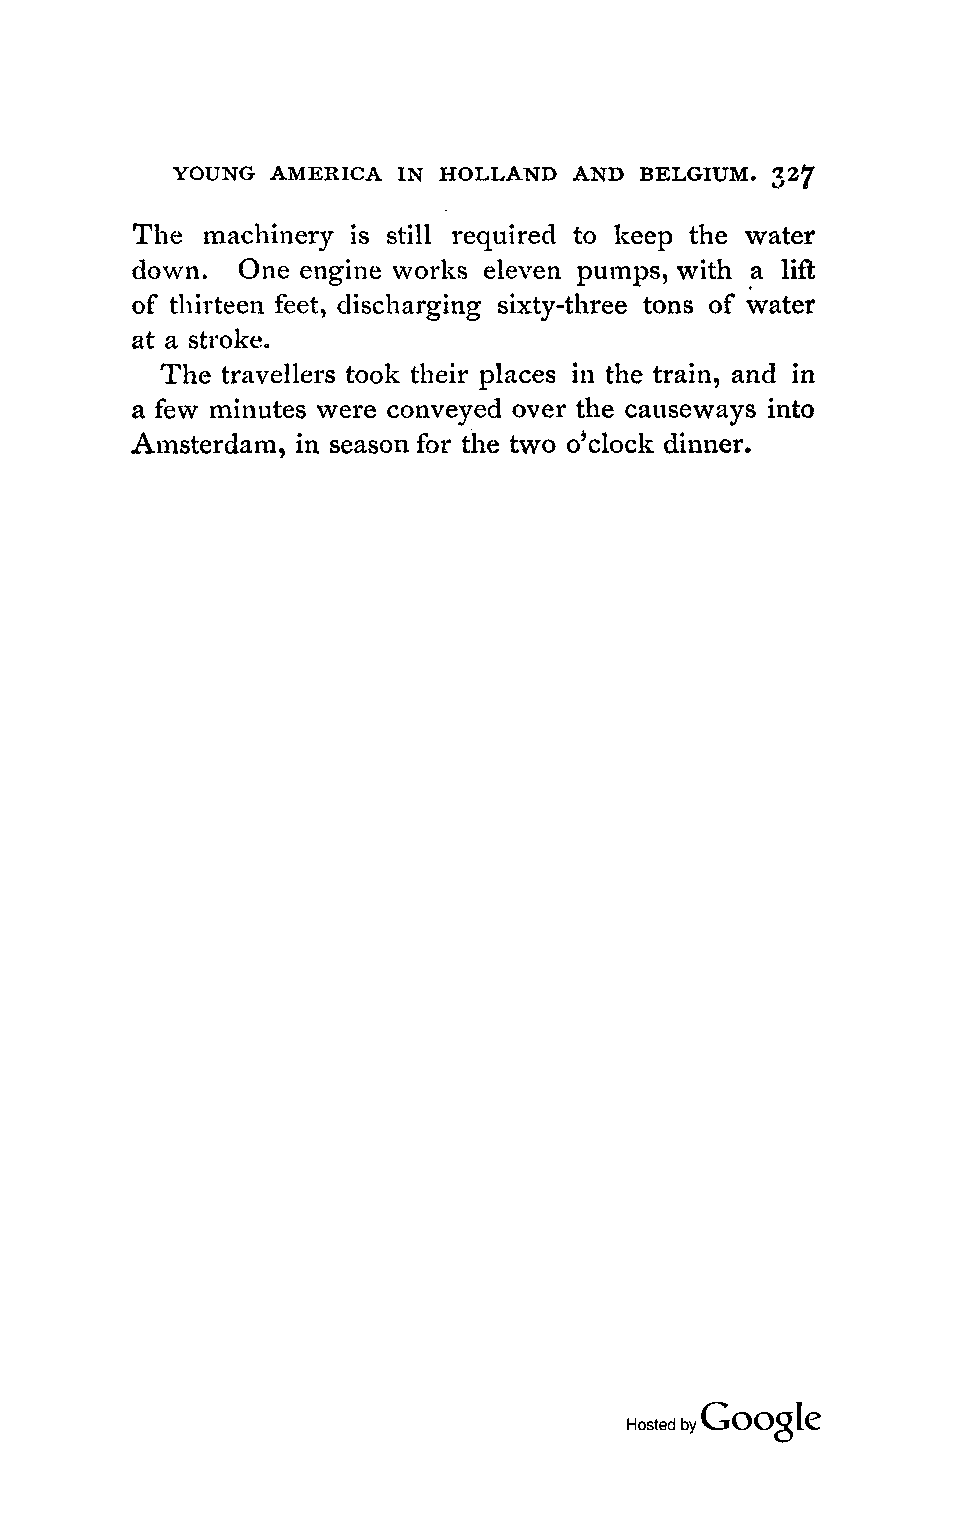 YOUNG AMERICA IN HOLLAND AND BELGIUM. 327
The machinery is still required to keep the water
down. One engine works eleven pumps, with a lift
of thirteen feet, discharging sixty-three tons of water
at a stroke.
The travellers took their places in the train, and in
a few minutes were conveyed over the causeways into
Amsterdam, in season for the two o'clock dinner.
Hosted by Google